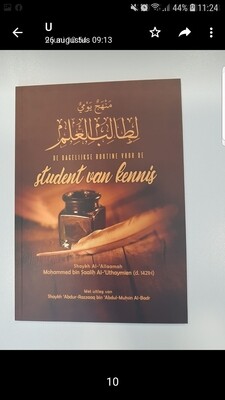 44% 11:24
U
26 augustus 09:13
منهج يومي
لطالب العلم
DE DAGELIJKSE ROUTINE VOOR DE
student van kennis
Shaykh Al-'Allaamah
Mohammed bin Saalih Al-'Uthaymien (d. 1421H)
Met uitleg van
Shaykh 'Abdur-Razzaaq bin 'Abdul-Muhsin Al-Badr
10